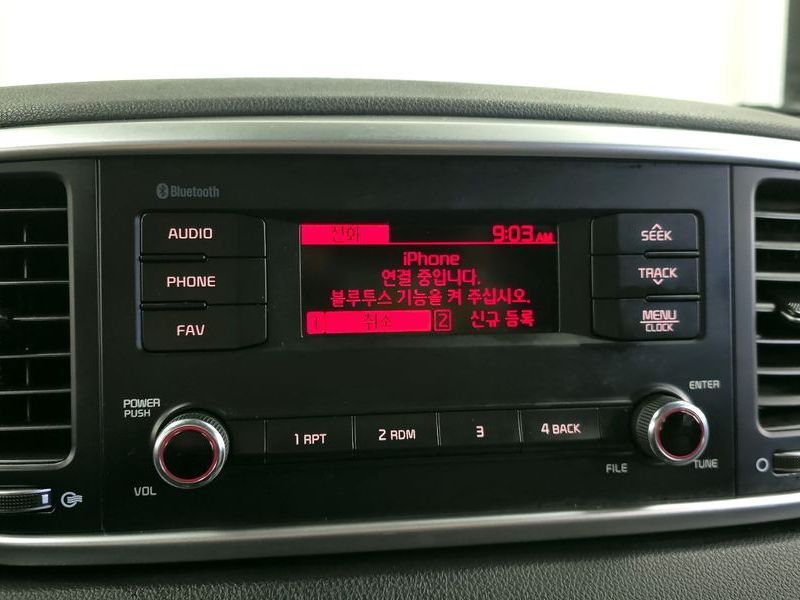 Bluetooth
AUDIO
PHONE
FAV
전화 9:03 AM
iPhone
연결 중입니다.
블루투스 기능을 켜 주십시오.
1 취소 2 신규 등록
SEEK
TRACK
MENU
CLOCK
POWER
PUSH
VOL
1 RPT 2 RDM 3 4 BACK
ENTER
FILE
TUNE